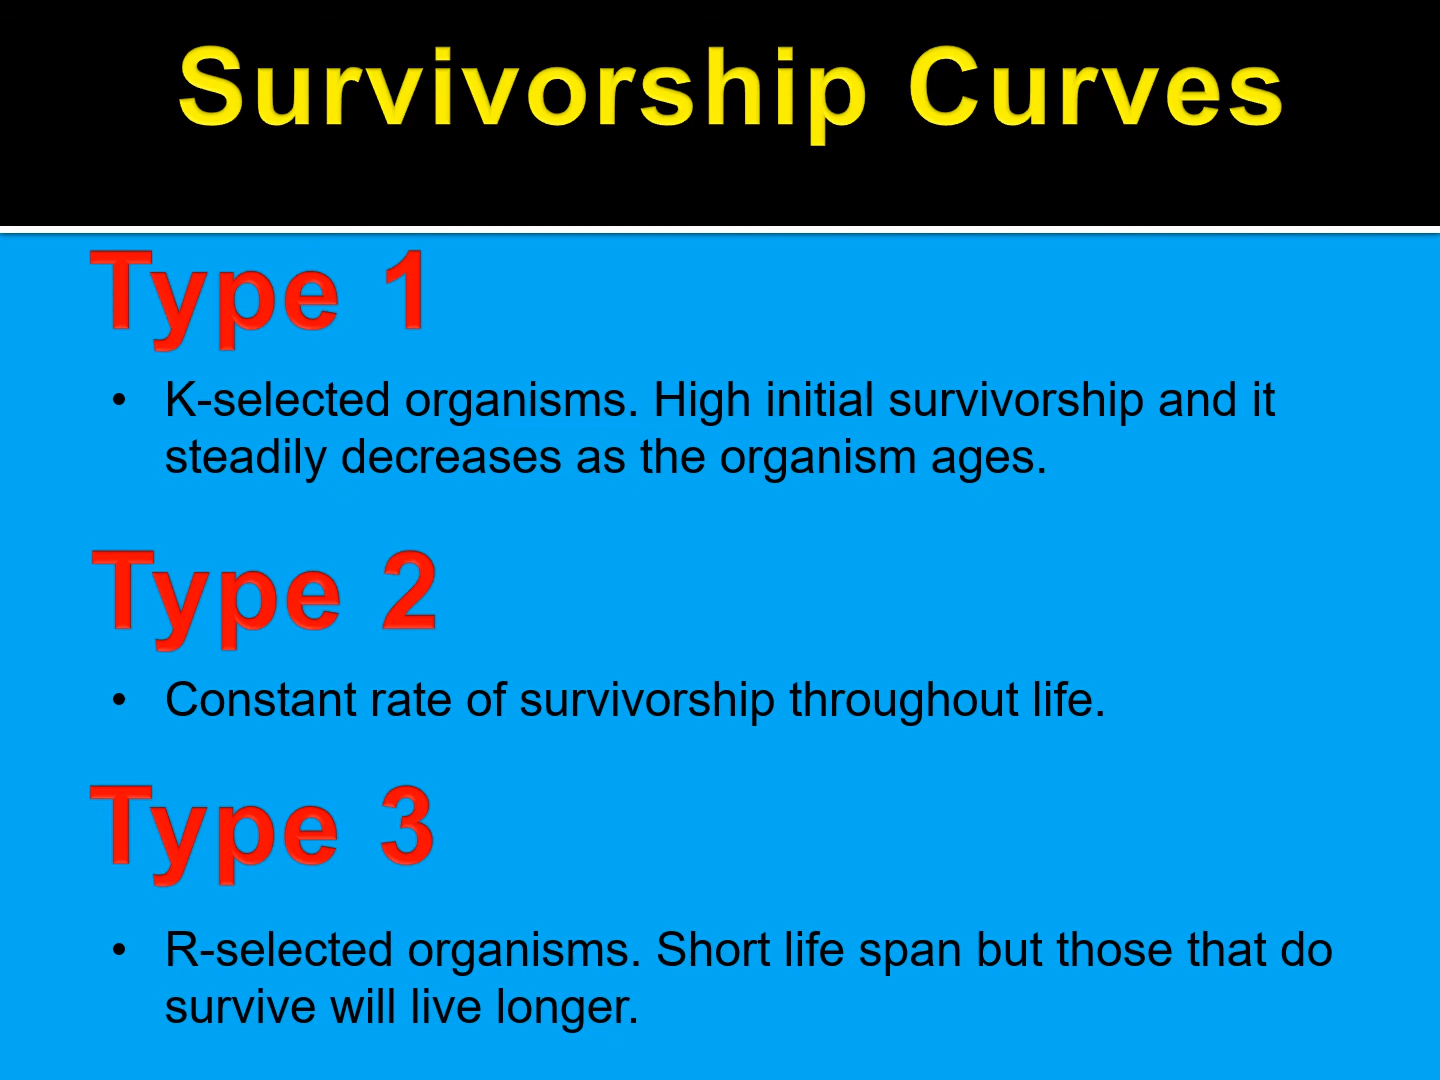 Survivorship Curves
Type 1
• K-selected organisms. High initial survivorship and it
steadily decreases as the organism ages.
Type 2
• Constant rate of survivorship throughout life.
Type 3
• R-selected organisms. Short life span but those that do
survive will live longer.